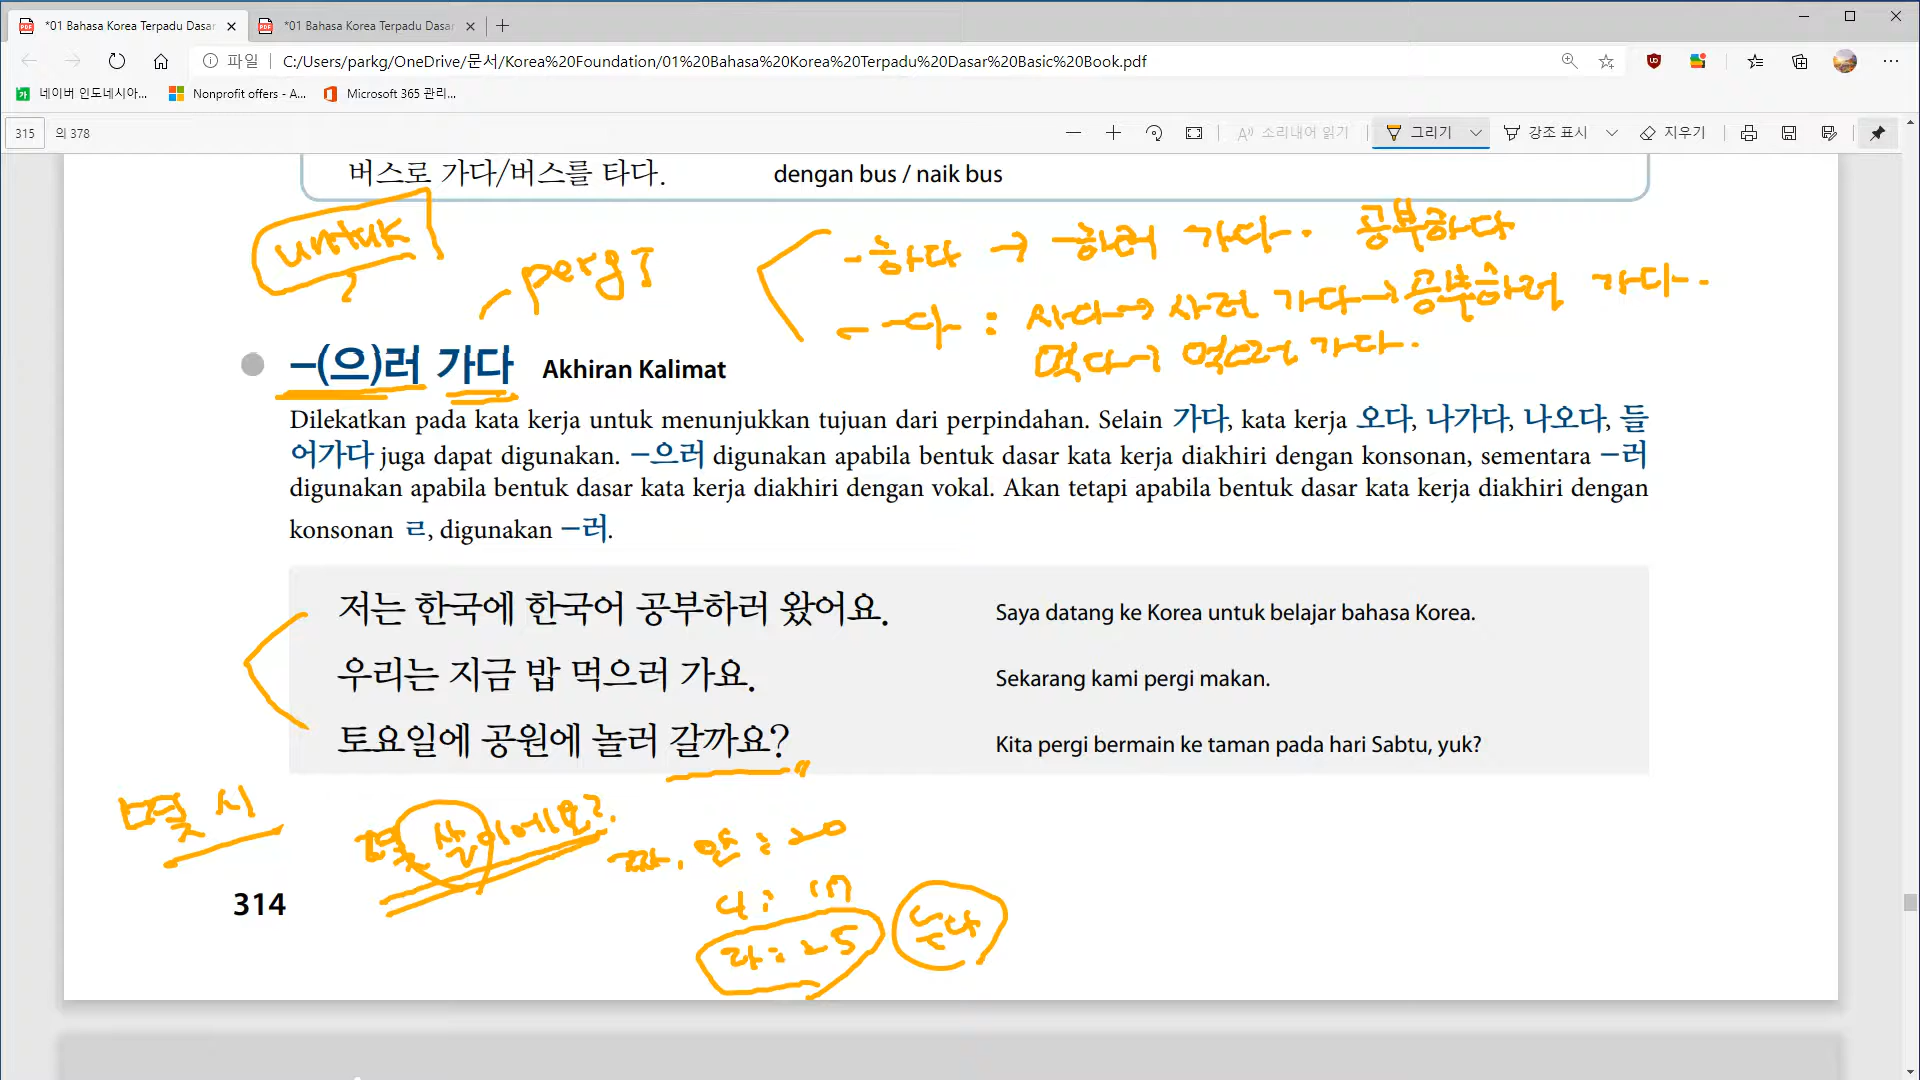 *01 Bahasa Korea Terpadu Dasar
*01 Bahasa Korea Terpadu Dasar
파일 C:/Users/parkg/OneDrive/문서/Korea%20Foundation/01%20Bahasa%20Korea%20Terpadu%20Dasar%20Basic%20Book.pdf
네이버 인도네시아... Nonprofit offers - A... Microsoft 365 관리...
315 의 378 소리내어 읽기 그리기 강조 표시 지우기
버스로 가다/버스를 타다. dengan bus / naik bus
untuk
pergi
-하다 → -하러 가다. 공부하다
-다 : 사다→ 사러 가다→공부하러 가다.
먹다→ 먹으러 가다.
-(으)러 가다 Akhiran Kalimat
Dilekatkan pada kata kerja untuk menunjukkan tujuan dari perpindahan. Selain 가다, kata kerja 오다, 나가다, 나오다, 들
어가다 juga dapat digunakan. -으러 digunakan apabila bentuk dasar kata kerja diakhiri dengan konsonan, sementara -러
digunakan apabila bentuk dasar kata kerja diakhiri dengan vokal. Akan tetapi apabila bentuk dasar kata kerja diakhiri dengan
konsonan ㄹ, digunakan -러.
저는 한국에 한국어 공부하러 왔어요. Saya datang ke Korea untuk belajar bahasa Korea.
우리는 지금 밥 먹으러 가요. Sekarang kami pergi makan.
토요일에 공원에 놀러 갈까요? Kita pergi bermain ke taman pada hari Sabtu, yuk?
몇 시
몇 살이에요?
: 20
314
: 25